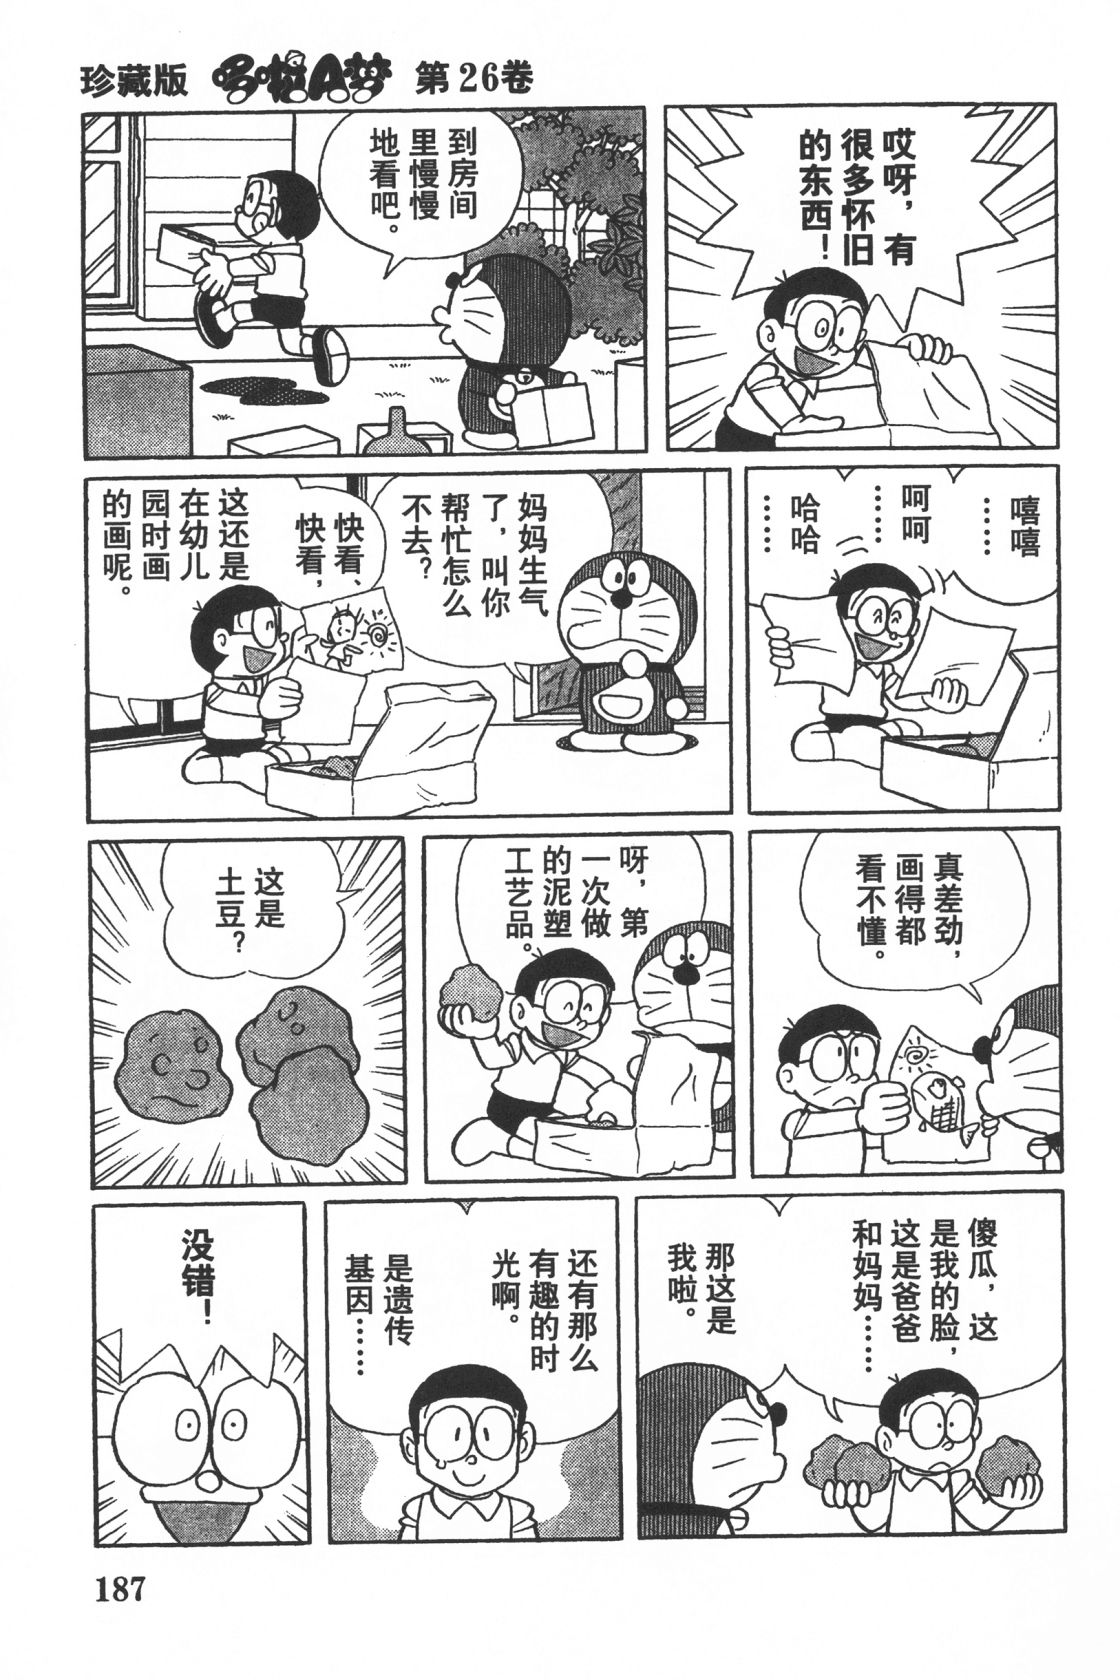 珍藏版 哆啦A梦 第26卷
哎呀，有
很多怀旧
的东西！
到房间
里慢慢
地看吧。
嘻嘻
……
呵呵
……
哈哈
……
妈妈生气
了，叫你
帮忙怎么
不去？
快看、
快看，
这还是
在幼儿
园时画
的画呢。
真差劲，
画得都
看不懂。
呀，第
一次做
的泥塑
工艺品。
这是
土豆？
傻瓜，这
是我的脸，
这是爸爸
和妈妈……
那这是
我啦。
还有那么
有趣的时
光啊。
是遗传
基因……
没错！
187